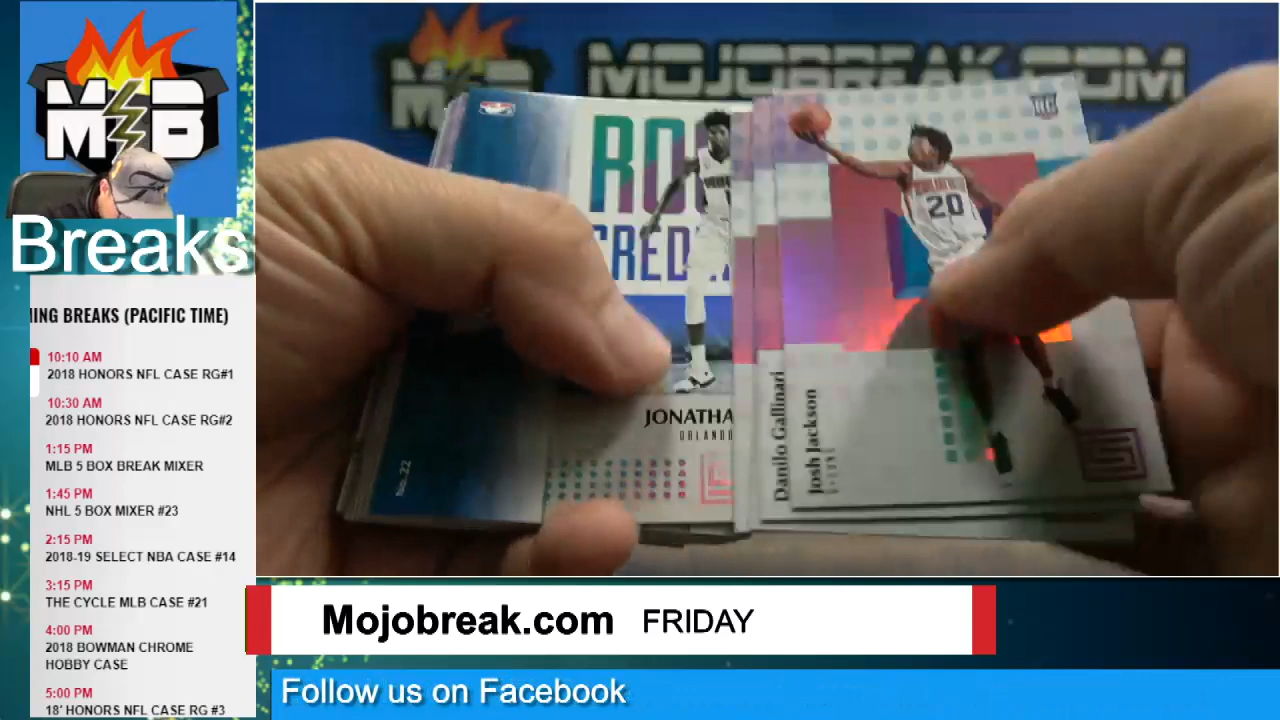 MB
Breaks
ING BREAKS (PACIFIC TIME)
10:10 AM
2018 HONORS NFL CASE RG#1
10:30 AM
2018 HONORS NFL CASE RG#2
1:15 PM
MLB 5 BOX BREAK MIXER
1:45 PM
NHL 5 BOX MIXER #23
2:15 PM
2018-19 SELECT NBA CASE #14
3:15 PM
THE CYCLE MLB CASE #21
4:00 PM
2018 BOWMAN CHROME
HOBBY CASE
5:00 PM
18' HONORS NFL CASE RG #3
MB MOJOBREAK.COM
RO
CRED
JONATHA
ORLANDO
No. 22
RC
20
Danilo Gallinari
Josh Jackson
Mojobreak.com FRIDAY
Follow us on Facebook